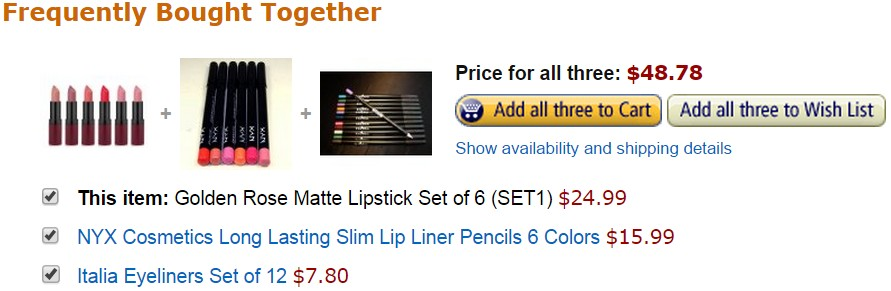 Frequently Bought Together
Price for all three: $48.78
Add all three to Cart
Add all three to Wish List
Show availability and shipping details
This item: Golden Rose Matte Lipstick Set of 6 (SET1) $24.99
NYX Cosmetics Long Lasting Slim Lip Liner Pencils 6 Colors $15.99
Italia Eyeliners Set of 12 $7.80